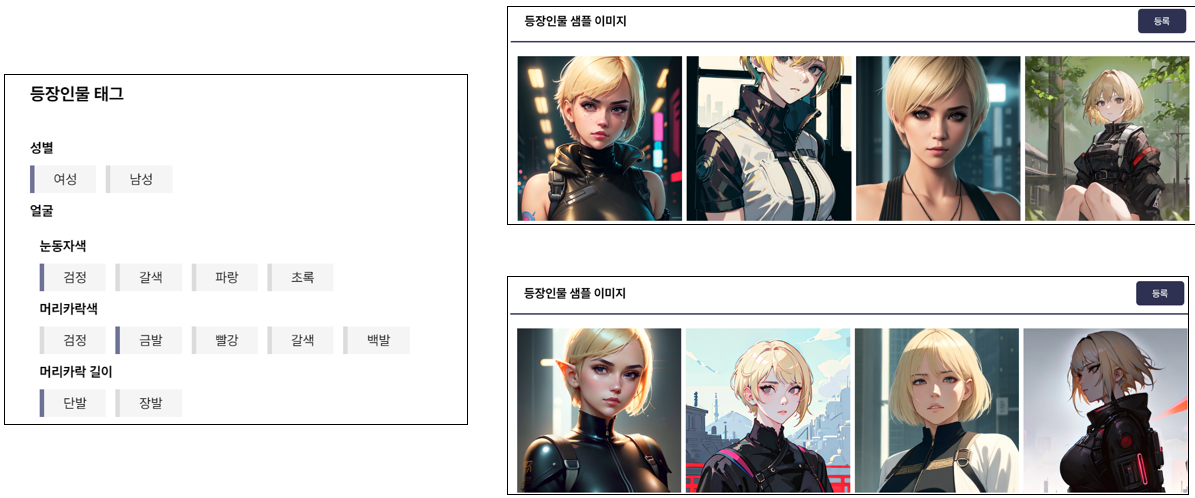 등장인물 태그
성별
여성 남성
얼굴
눈동자색
검정 갈색 파랑 초록
머리카락색
검정 금발 빨강 갈색 백발
머리카락 길이
단발 장발
등장인물 샘플 이미지 등록
등장인물 샘플 이미지 등록